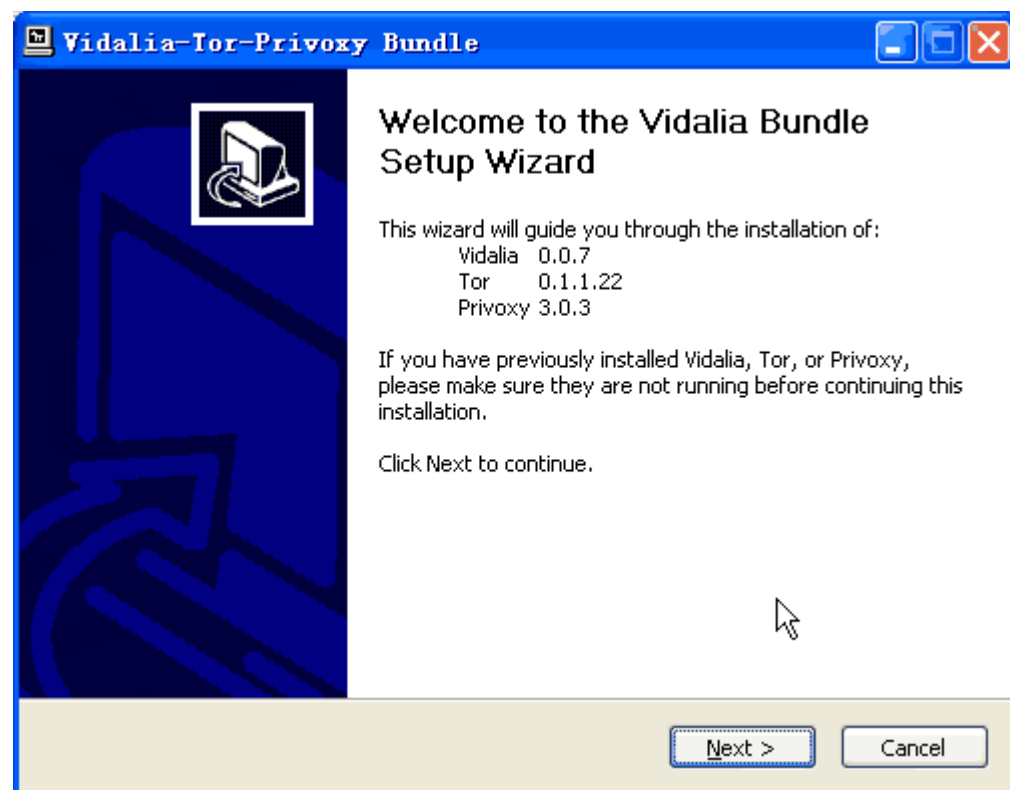 Vidalia-Tor-Privoxy Bundle
Welcome to the Vidalia Bundle
Setup Wizard
This wizard will guide you through the installation of:
Vidalia 0.0.7
Tor 0.1.1.22
Privoxy 3.0.3
If you have previously installed Vidalia, Tor, or Privoxy,
please make sure they are not running before continuing this
installation.
Click Next to continue.
Next >
Cancel